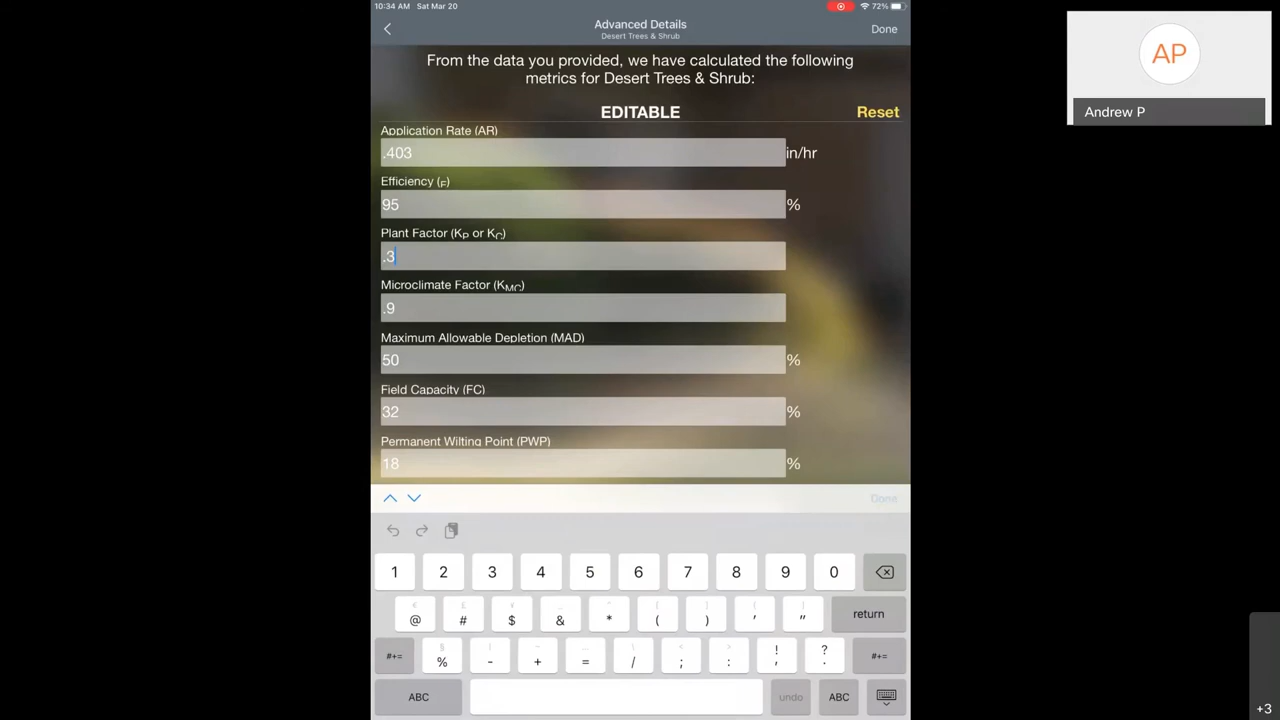 10:34 AM Sat Mar 20
72%
Advanced Details
Desert Trees & Shrub
Done
From the data you provided, we have calculated the following
metrics for Desert Trees & Shrub:
EDITABLE
Reset
Application Rate (AR)
.403 in/hr
Efficiency (E)
95 %
Plant Factor (KP or KC)
.3
Microclimate Factor (KMC)
.9
Maximum Allowable Depletion (MAD)
50 %
Field Capacity (FC)
32 %
Permanent Wilting Point (PWP)
18 %
Done
1 2 3 4 5 6 7 8 9 0
@ # $ & * ( ) ' " return
#+= % - + = / ; : ! , ? . #+=
ABC undo ABC
AP
Andrew P
+3